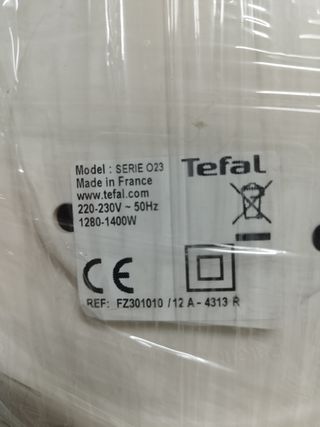 Model : SERIE O23
Tefal
Made in France
www.tefal.com
220-230V ~ 50Hz
1280-1400W
CE
REF: FZ301010 / 12 A - 4313 R